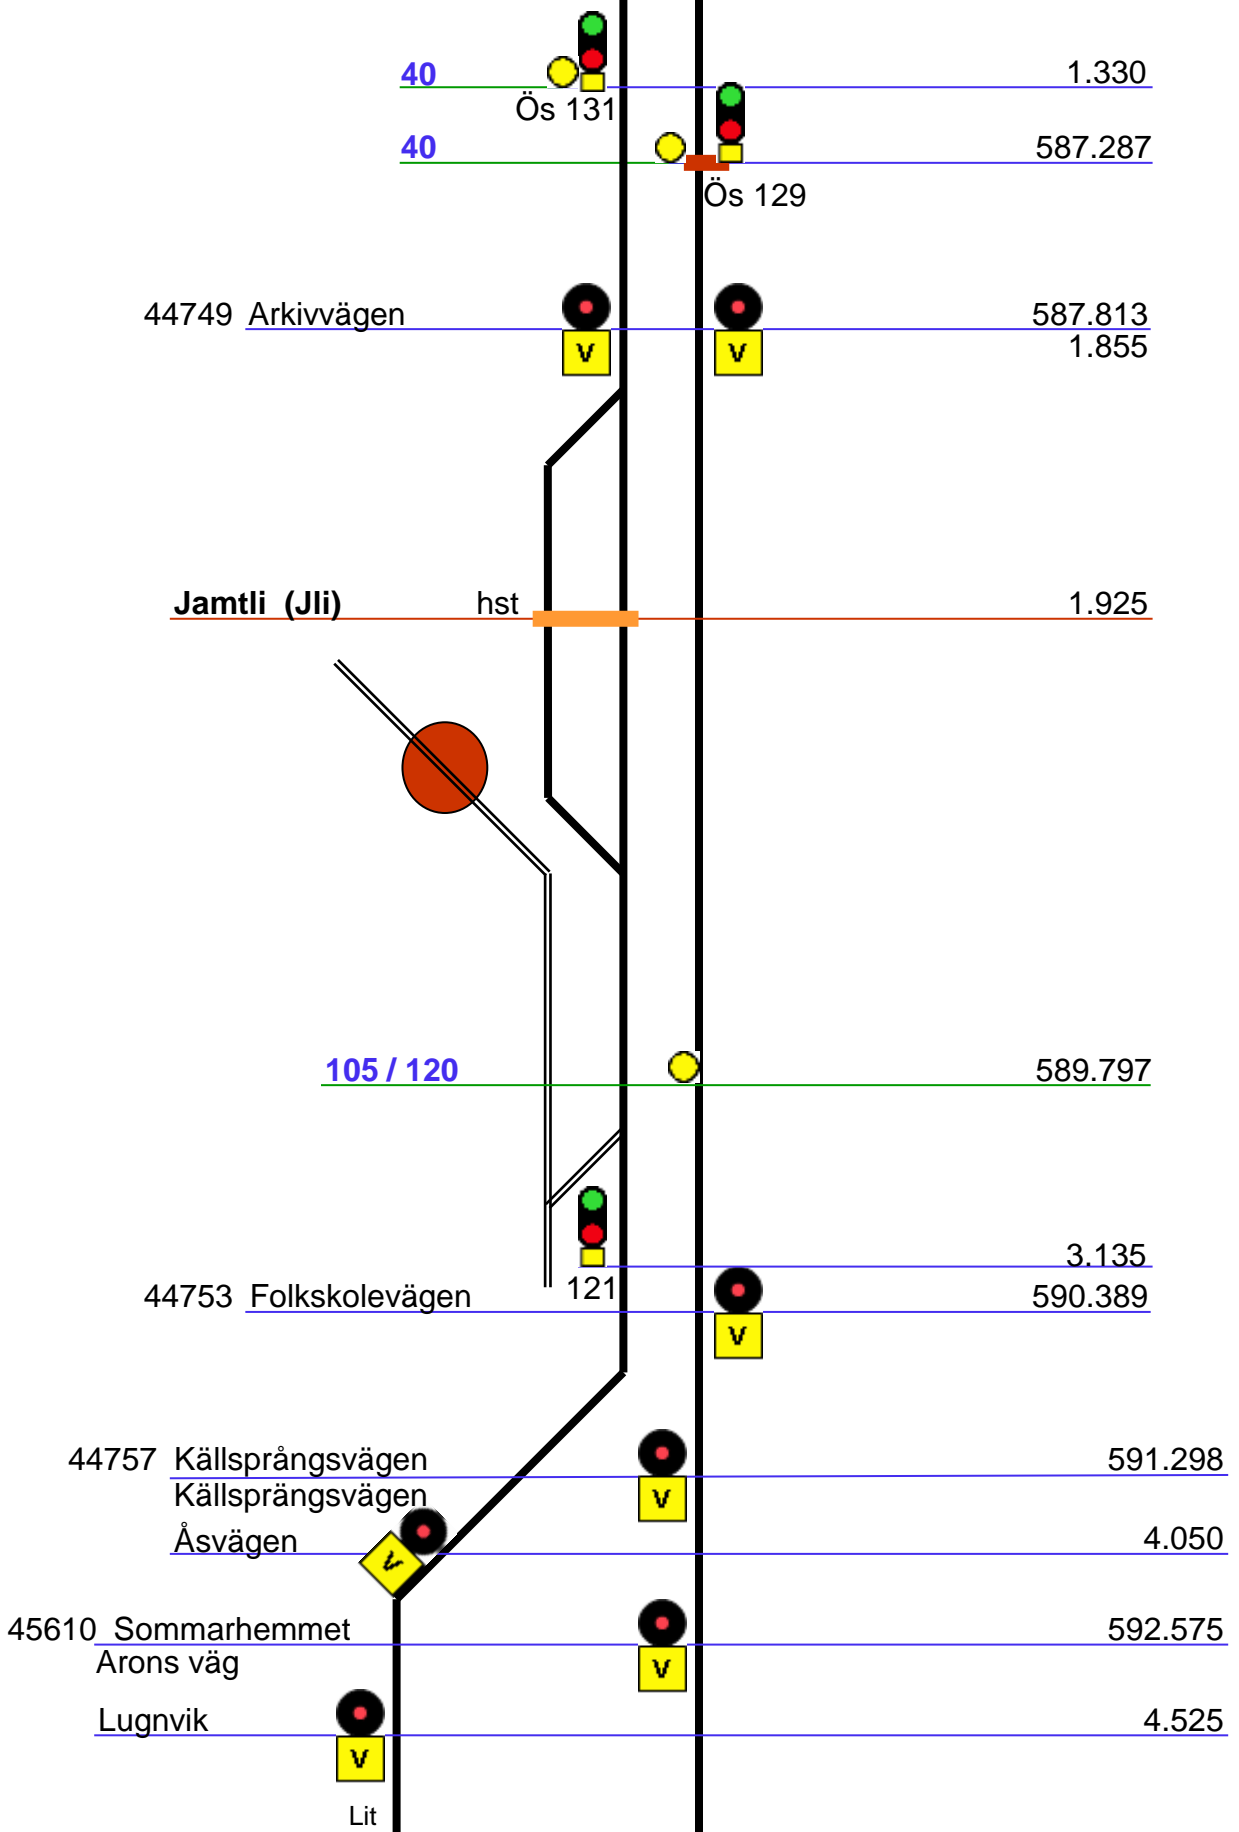 40 1.330
Ös 131
40 587.287
Ös 129
44749 Arkivvägen 587.813
1.855
V V
Jamtli (Jli) hst 1.925
105 / 120 589.797
3.135
121
44753 Folkskolevägen 590.389
V
44757 Källsprångsvägen 591.298
Källsprängsvägen V
Åsvägen 4.050
V
45610 Sommarhemmet 592.575
Arons väg V
Lugnvik 4.525
V
Lit